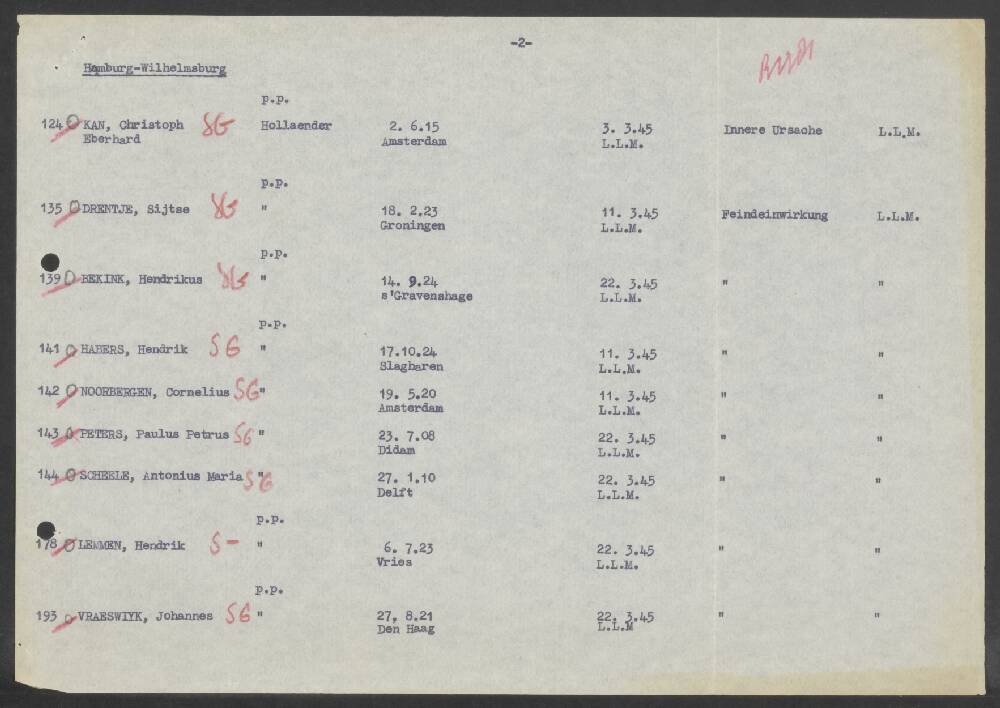 -2-
Hamburg-Wilhelmsburg
p.p.
124 KAN, Christoph SG Hollaender 2. 6.15 3. 3.45 Innere Ursache L.L.M.
Eberhard Amsterdam L.L.M.
p.p.
135 DRENTJE, Sijtse SG " 18. 2.23 11. 3.45 Feindeinwirkung L.L.M.
Groningen L.L.M.
p.p.
139 BEKINK, Hendrikus SG " 14. 9.24 22. 3.45 " "
s'Gravenshage L.L.M.
p.p.
141 HABERS, Hendrik SG " 17.10.24 11. 3.45 " "
Slagharen L.L.M.
142 NOORBERGEN, Cornelius SG " 19. 5.20 11. 3.45 " "
Amsterdam L.L.M.
143 PETERS, Paulus Petrus SG " 23. 7.08 22. 3.45 " "
Didam L.L.M.
144 SCHEELE, Antonius Maria SG " 27. 1.10 22. 3.45 " "
Delft L.L.M.
p.p.
178 LEMMEN, Hendrik S- " 6. 7.23 22. 3.45 " "
Vries L.L.M.
p.p.
193 VRAESWIYK, Johannes SG " 27, 8.21 22. 3.45 " "
Den Haag L.L.M